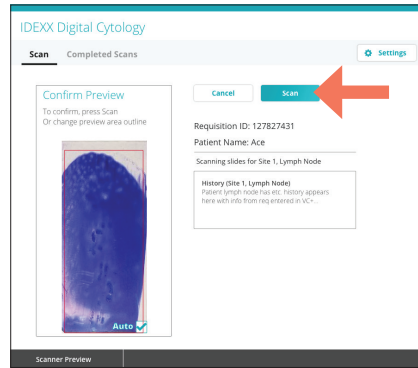 IDEXX Digital Cytology
Scan
Completed Scans
Settings
Confirm Preview
To confirm, press Scan
Or change preview area outline
Auto
Cancel
Scan
Requisition ID: 127827431
Patient Name: Ace
Scanning slides for Site 1, Lymph Node
History (Site 1, Lymph Node)
Patient lymph node has etc. history appears
here with info from req entered in VC+...
Scanner Preview